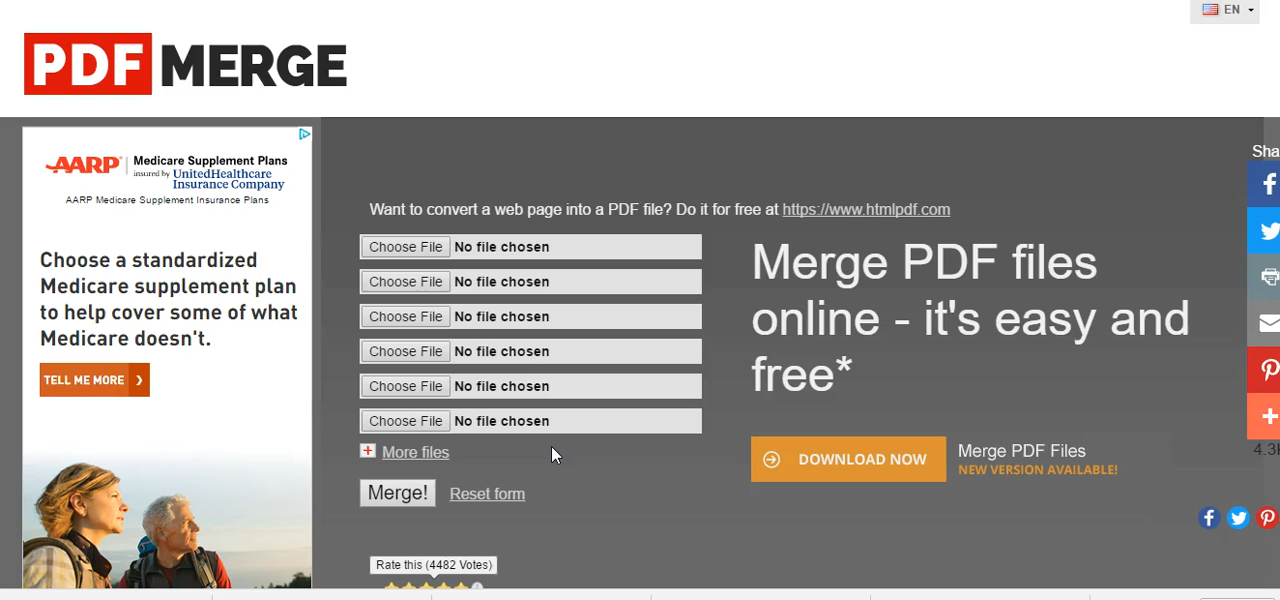 EN
PDF MERGE
AARP | Medicare Supplement Plans
insured by UnitedHealthcare
Insurance Company
AARP Medicare Supplement Insurance Plans
Choose a standardized
Medicare supplement plan
to help cover some of what
Medicare doesn't.
TELL ME MORE
Want to convert a web page into a PDF file? Do it for free at https://www.htmlpdf.com
Choose File No file chosen
Choose File No file chosen
Choose File No file chosen
Choose File No file chosen
Choose File No file chosen
Choose File No file chosen
More files
Merge! Reset form
Rate this (4482 Votes)
Merge PDF files
online - it's easy and
free*
DOWNLOAD NOW
Merge PDF Files
NEW VERSION AVAILABLE!
Sha